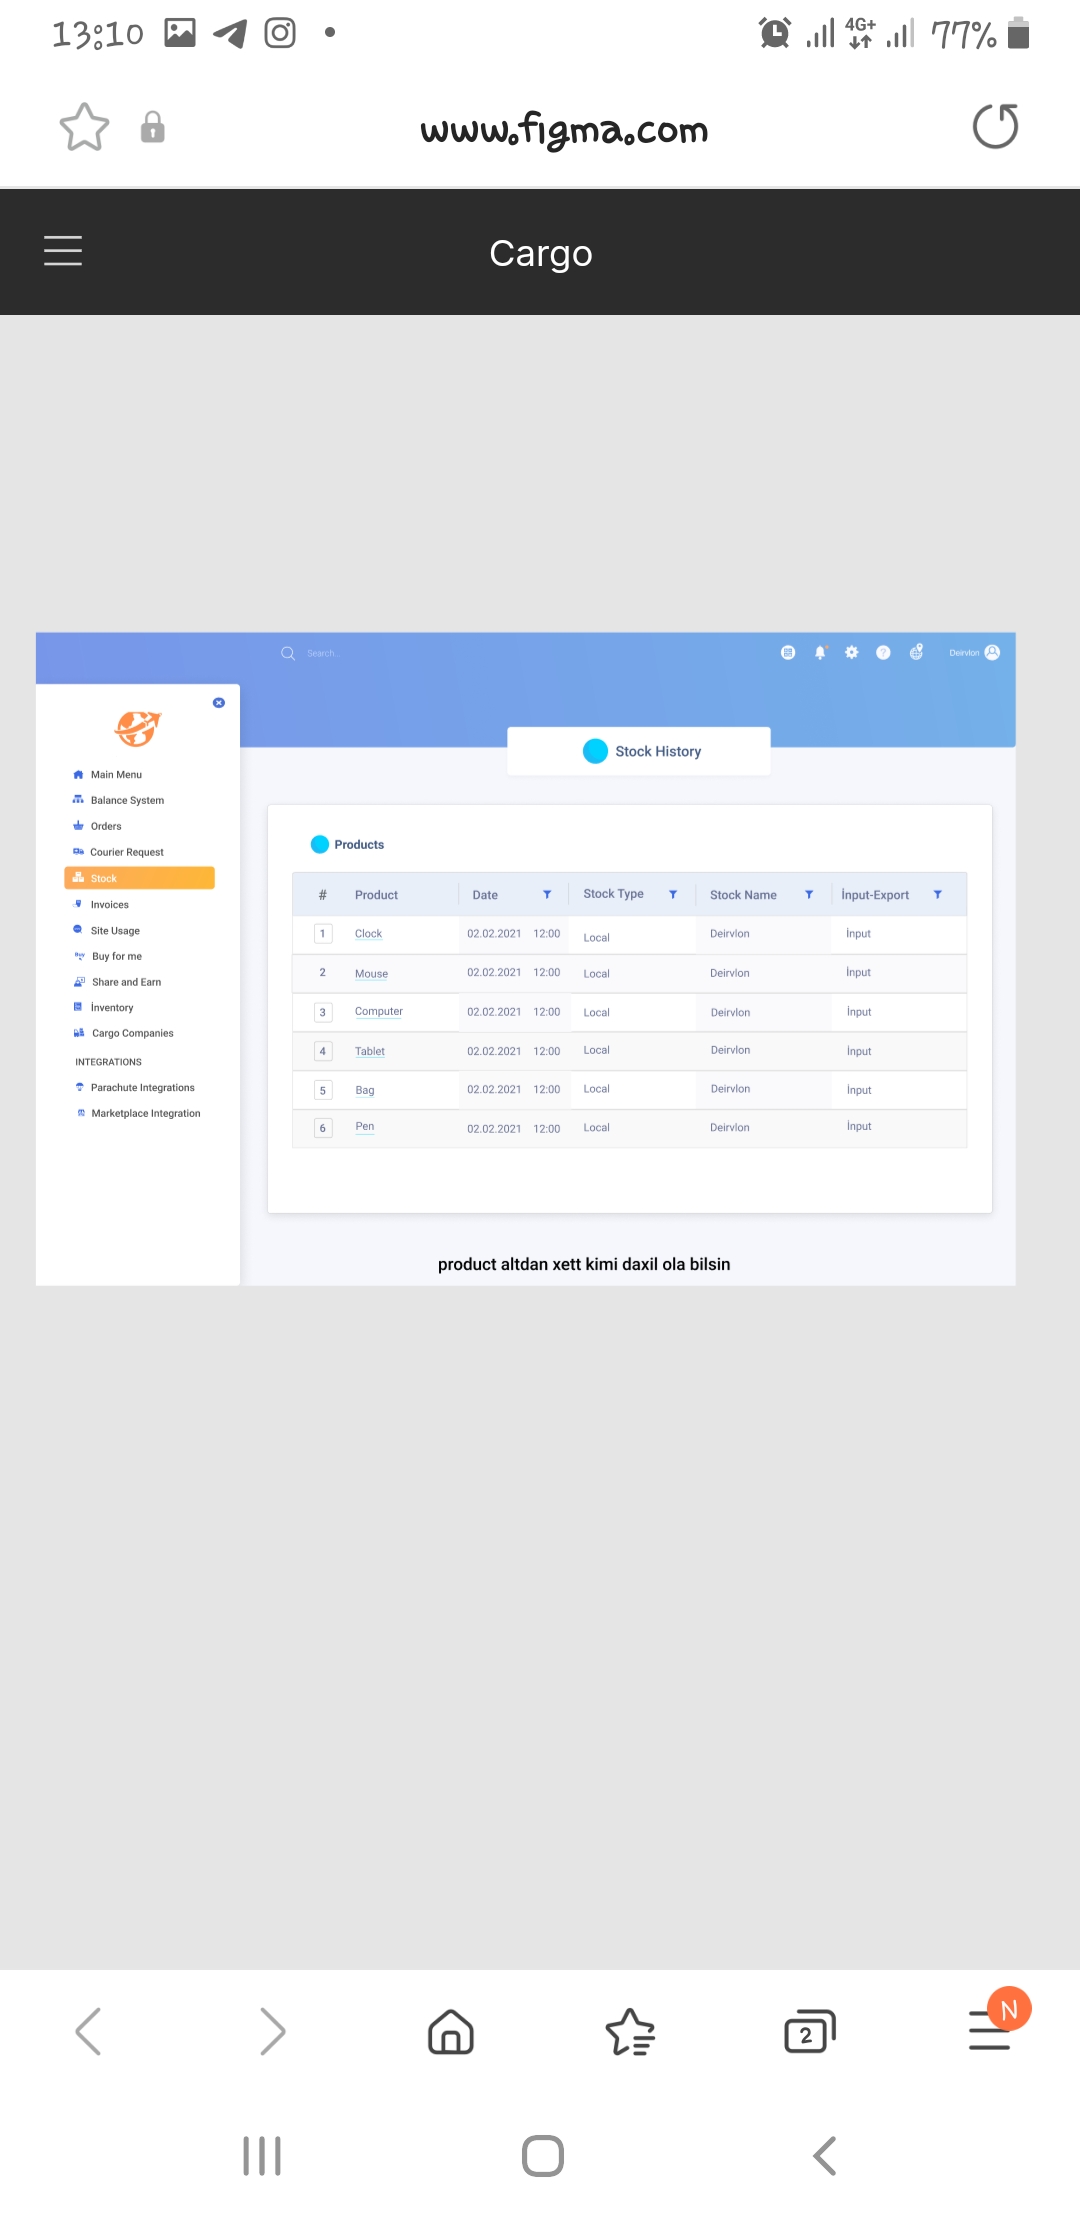 13:10 4G+ 77%
www.figma.com
Cargo
Search..
Deirvlon
Stock History
Main Menu
Balance System
Orders
Courier Request
Stock
Invoices
Site Usage
Buy for me
Share and Earn
İnventory
Cargo Companies
INTEGRATIONS
Parachute Integrations
Marketplace Integration
Products
# Product Date Stock Type Stock Name İnput-Export
1 Clock 02.02.2021 12:00 Local Deirvlon İnput
2 Mouse 02.02.2021 12:00 Local Deirvlon İnput
3 Computer 02.02.2021 12:00 Local Deirvlon İnput
4 Tablet 02.02.2021 12:00 Local Deirvlon İnput
5 Bag 02.02.2021 12:00 Local Deirvlon İnput
6 Pen 02.02.2021 12:00 Local Deirvlon İnput
product altdan xett kimi daxil ola bilsin
2
N